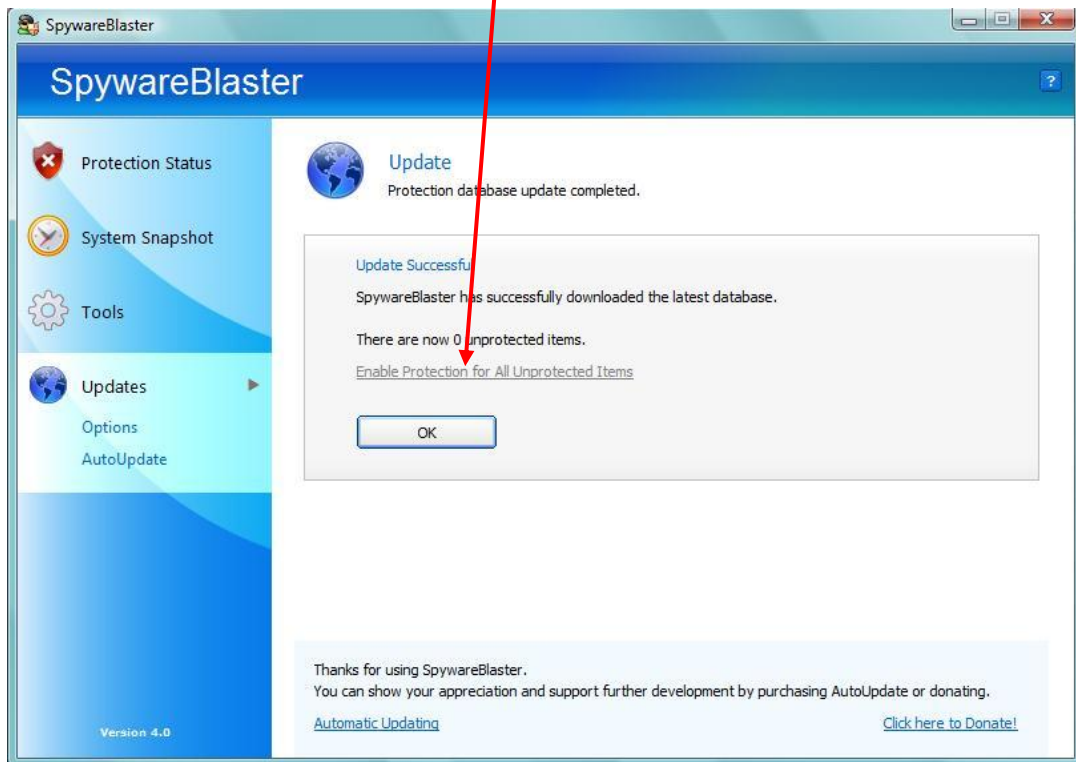 SpywareBlaster
SpywareBlaster
?
Protection Status
System Snapshot
Tools
Updates
Options
AutoUpdate
Version 4.0
Update
Protection database update completed.
Update Successful
SpywareBlaster has successfully downloaded the latest database.
There are now 0 unprotected items.
Enable Protection for All Unprotected Items
OK
Thanks for using SpywareBlaster.
You can show your appreciation and support further development by purchasing AutoUpdate or donating.
Automatic Updating
Click here to Donate!